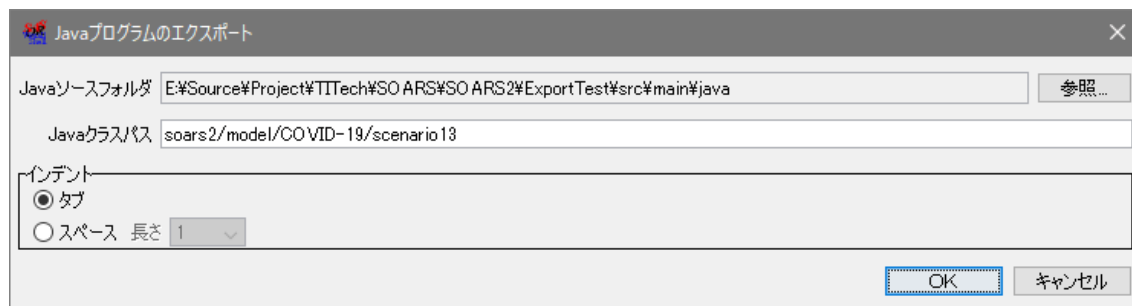 Javaプログラムのエクスポート
Javaソースフォルダ E:¥Source¥Project¥TITech¥SOARS¥SOARS2¥ExportTest¥src¥main¥java 参照...
Javaクラスパス soars2/model/COVID-19/scenario13
インデント
タブ
スペース 長さ 1
OK キャンセル